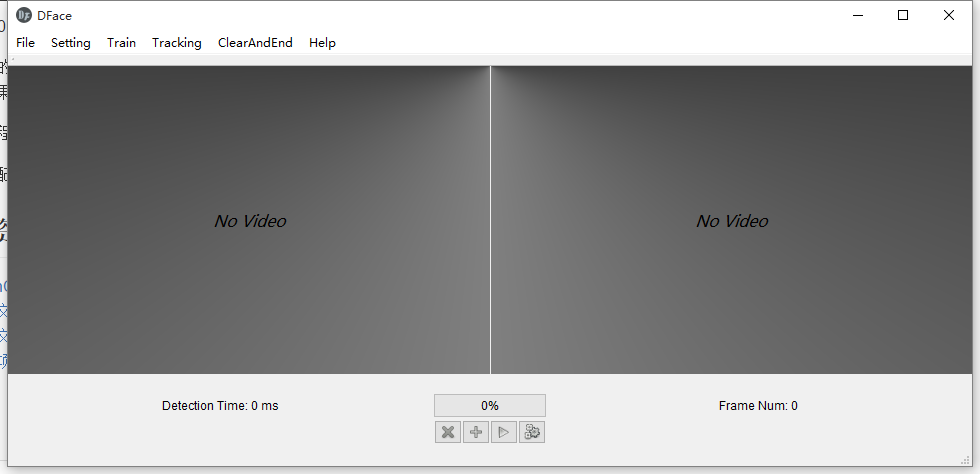 DFace
File Setting Train Tracking ClearAndEnd Help
No Video No Video
Detection Time: 0 ms 0% Frame Num: 0